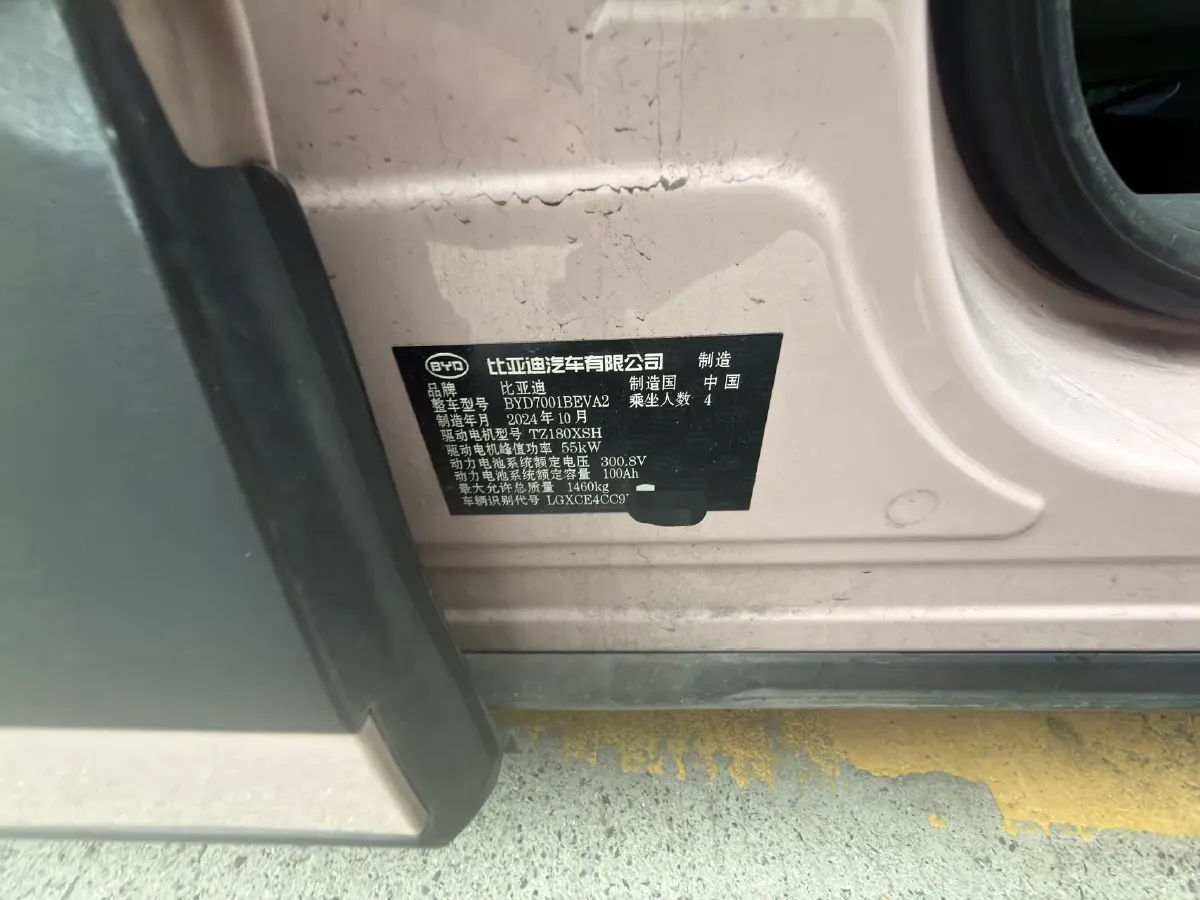 BYD 比亚迪汽车有限公司 制造
品牌 比亚迪 制造国 中国
整车型号 BYD7001BEVA2 乘坐人数 4
制造年月 2024年10月
驱动电机型号 TZ180XSH
驱动电机峰值功率 55kW
动力电池系统额定电压 300.8V
动力电池系统额定容量 100Ah
最大允许总质量 1460kg
车辆识别代号 LGXCE4CC9